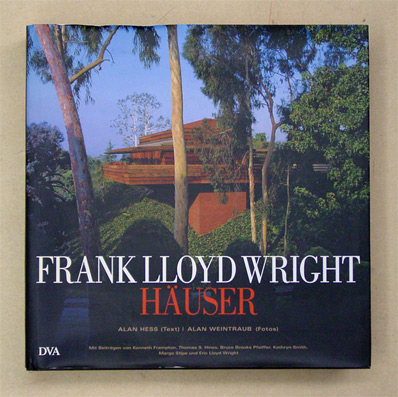 FRANK LLOYD WRIGHT
HÄUSER
ALAN HESS (Text) | ALAN WEINTRAUB (Fotos)
DVA
Mit Beiträgen von Kenneth Frampton, Thomas S. Hines, Bruce Brooks Pfeiffer, Kathryn Smith,
Margo Stipe und Eric Lloyd Wright